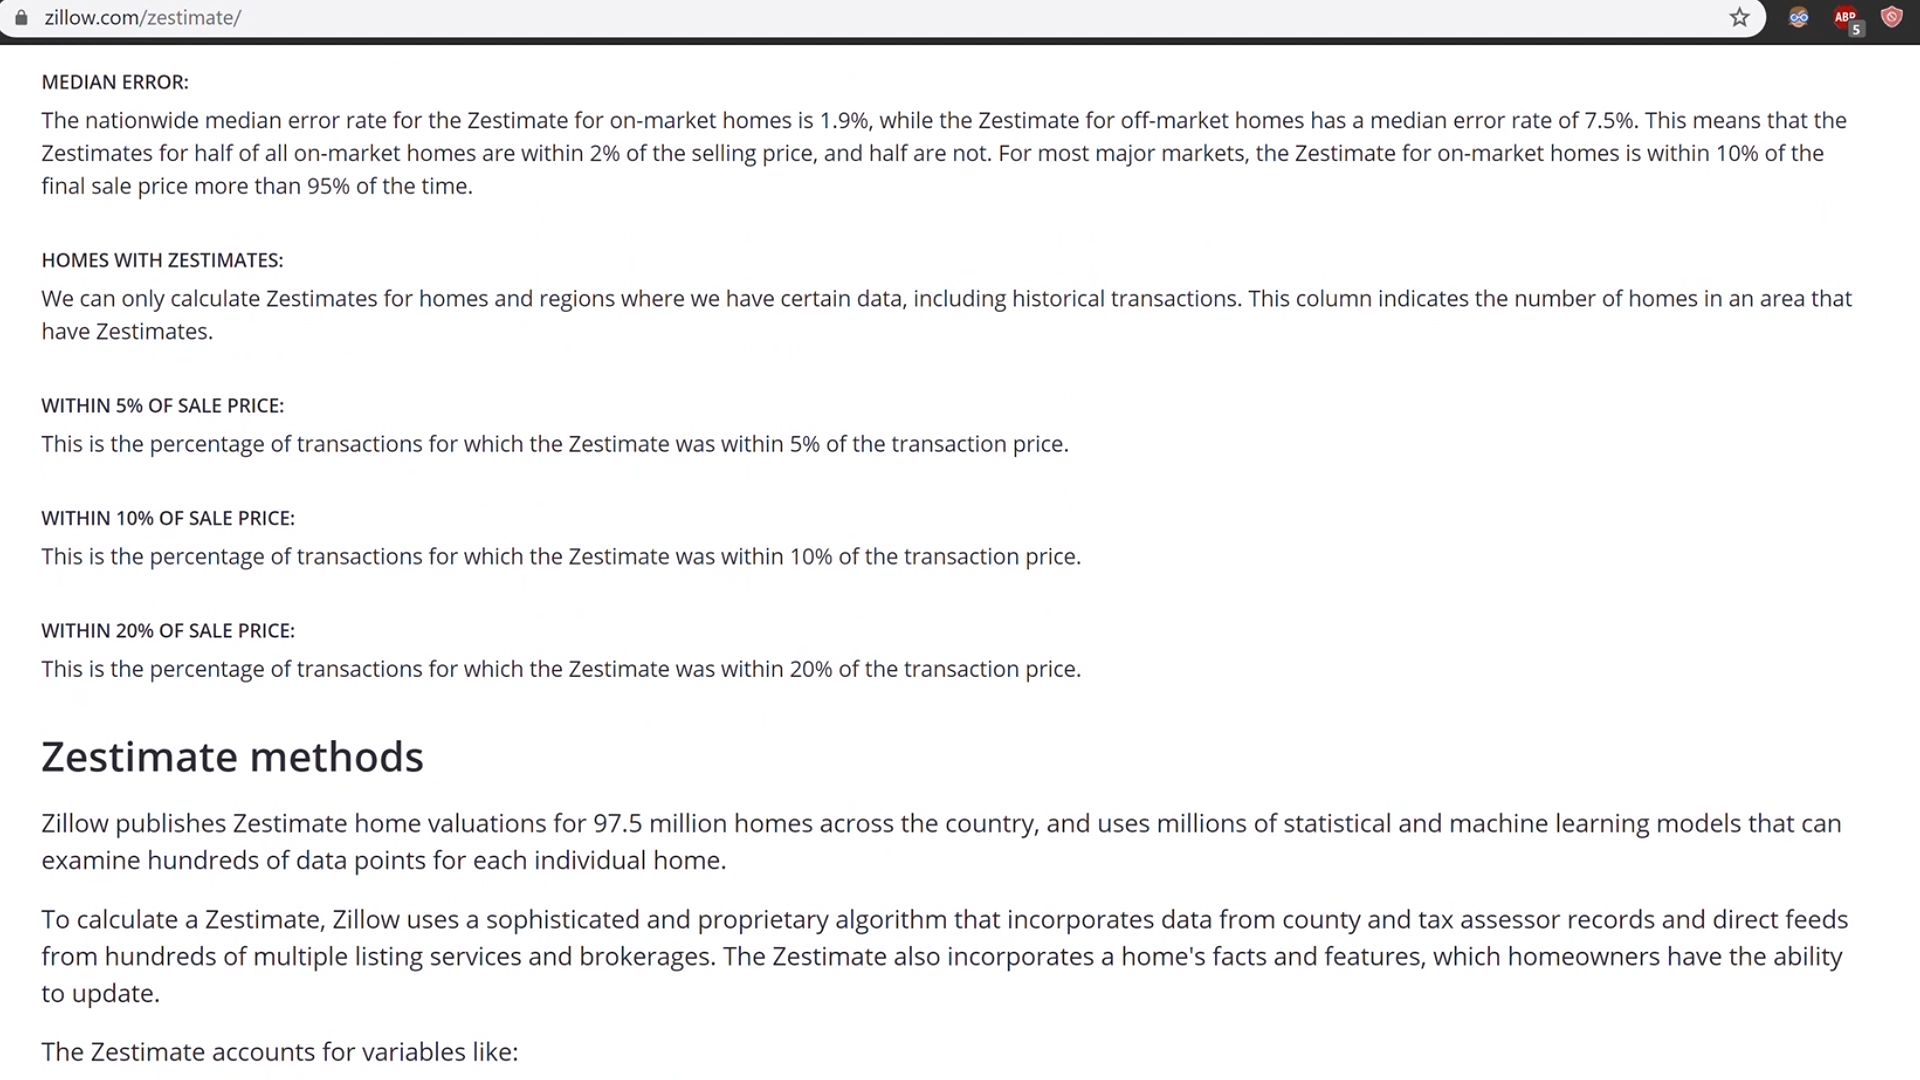 zillow.com/zestimate/
ABP
5
MEDIAN ERROR:
The nationwide median error rate for the Zestimate for on-market homes is 1.9%, while the Zestimate for off-market homes has a median error rate of 7.5%. This means that the
Zestimates for half of all on-market homes are within 2% of the selling price, and half are not. For most major markets, the Zestimate for on-market homes is within 10% of the
final sale price more than 95% of the time.
HOMES WITH ZESTIMATES:
We can only calculate Zestimates for homes and regions where we have certain data, including historical transactions. This column indicates the number of homes in an area that
have Zestimates.
WITHIN 5% OF SALE PRICE:
This is the percentage of transactions for which the Zestimate was within 5% of the transaction price.
WITHIN 10% OF SALE PRICE:
This is the percentage of transactions for which the Zestimate was within 10% of the transaction price.
WITHIN 20% OF SALE PRICE:
This is the percentage of transactions for which the Zestimate was within 20% of the transaction price.
Zestimate methods
Zillow publishes Zestimate home valuations for 97.5 million homes across the country, and uses millions of statistical and machine learning models that can
examine hundreds of data points for each individual home.
To calculate a Zestimate, Zillow uses a sophisticated and proprietary algorithm that incorporates data from county and tax assessor records and direct feeds
from hundreds of multiple listing services and brokerages. The Zestimate also incorporates a home's facts and features, which homeowners have the ability
to update.
The Zestimate accounts for variables like: